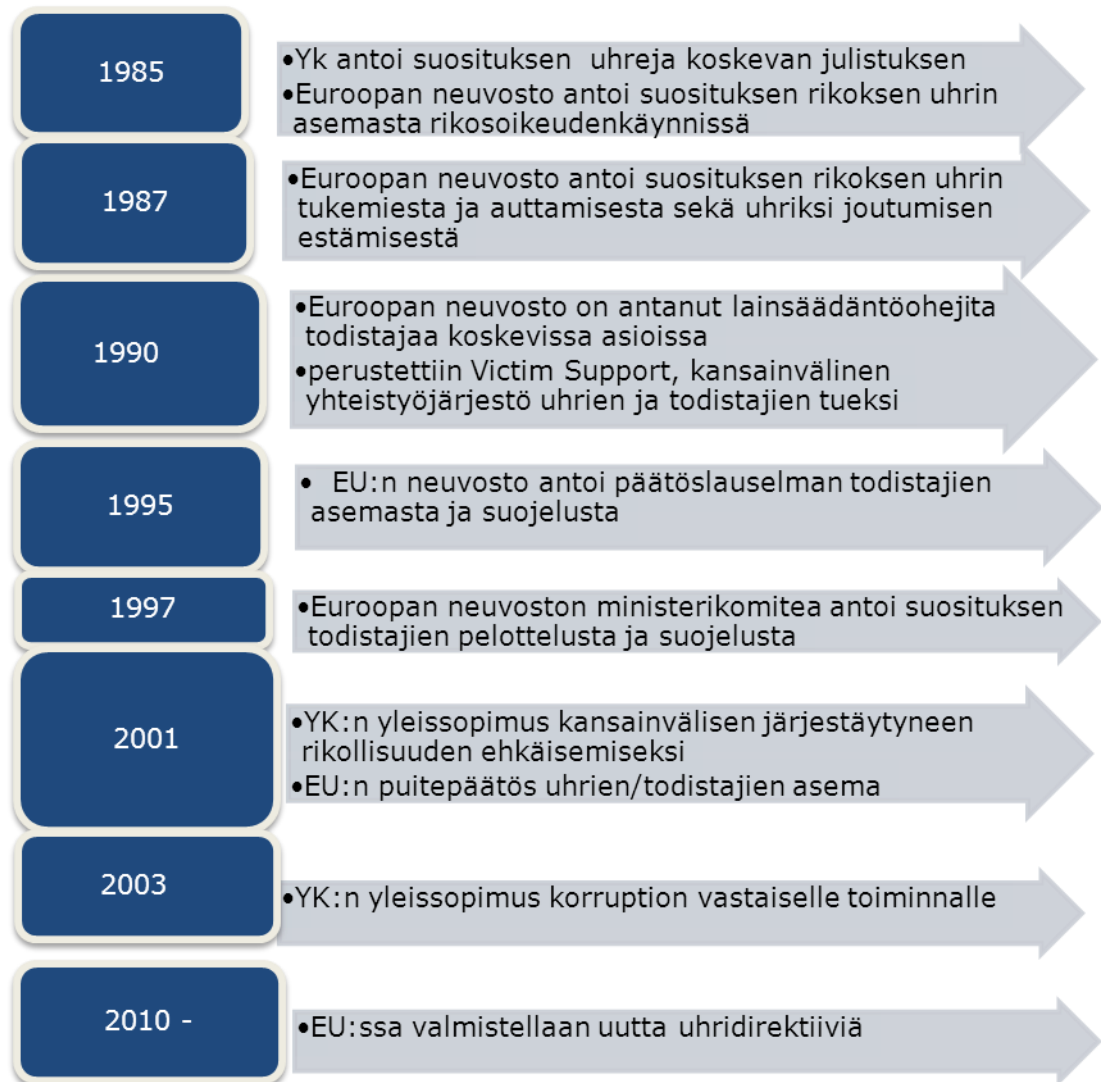 1985
•Yk antoi suosituksen  uhreja koskevan julistuksen
•Euroopan neuvosto antoi suosituksen rikoksen uhrin
asemasta rikosoikeudenkäynnissä
1987
•Euroopan neuvosto antoi suosituksen rikoksen uhrin
tukemiesta ja auttamisesta sekä uhriksi joutumisen
estämisestä
1990
•Euroopan neuvosto on antanut lainsäädäntöohejita
todistajaa koskevissa asioissa
•perustettiin Victim Support, kansainvälinen
yhteistyöjärjestö uhrien ja todistajien tueksi
1995
•  EU:n neuvosto antoi päätöslauselman todistajien
asemasta ja suojelusta
1997
•Euroopan neuvoston ministerikomitea antoi suosituksen
todistajien pelottelusta ja suojelusta
2001
•YK:n yleissopimus kansainvälisen järjestäytyneen
rikollisuuden ehkäisemiseksi
•EU:n puitepäätös uhrien/todistajien asema
2003
•YK:n yleissopimus korruption vastaiselle toiminnalle
2010 -
•EU:ssa valmistellaan uutta uhridirektiiviä